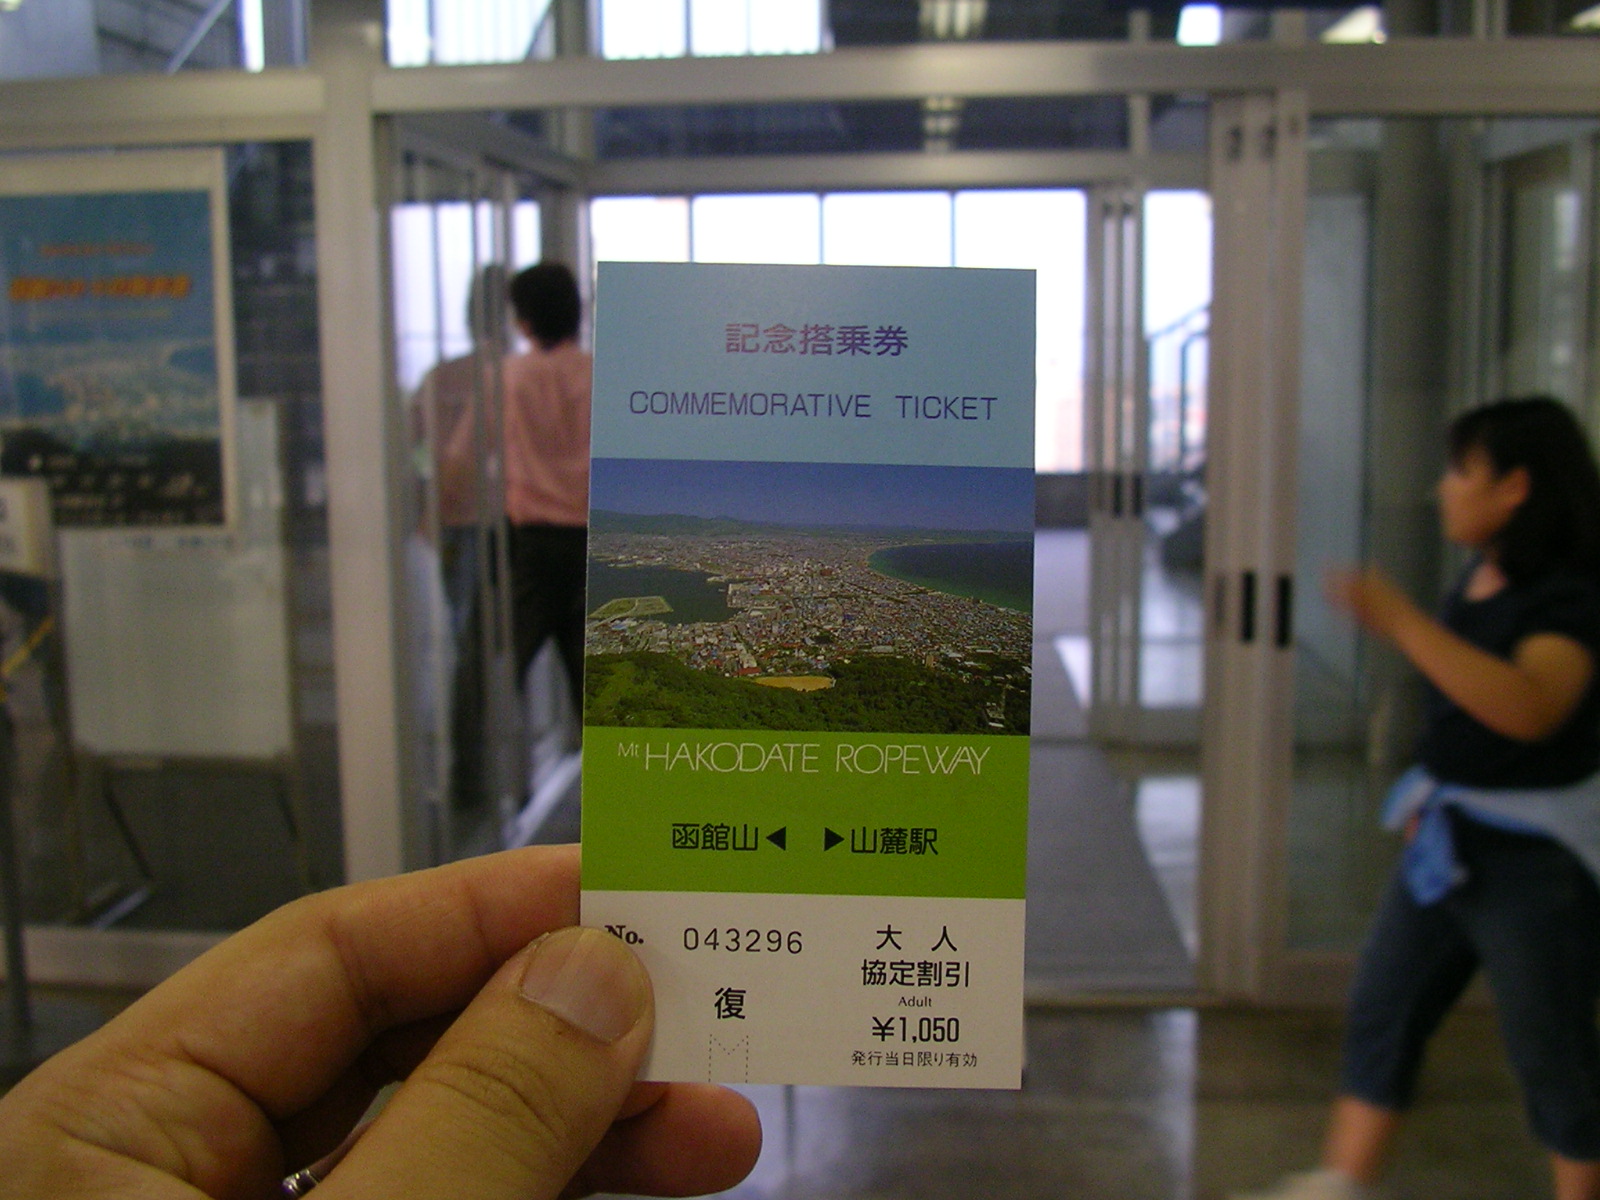 記念搭乗券
COMMEMORATIVE TICKET
Mt HAKODATE ROPEWAY
函館山◀ ▶山麓駅
No. 043296
大人
協定割引
復
Adult
¥1,050
発行当日限り有効